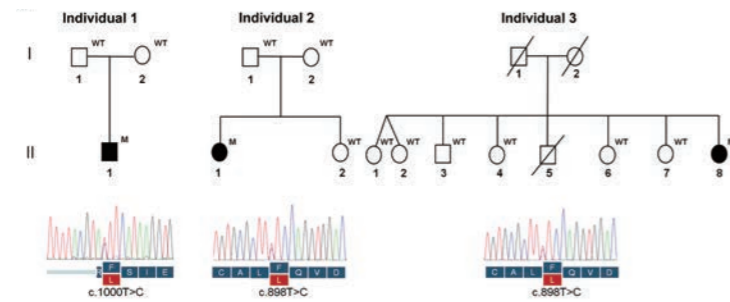 Individual 1 Individual 2 Individual 3
I WT WT WT WT
1 2 1 2 1 2
II M M WT WT WT WT WT WT WT
1 1 2 1 2 3 4 5 6 7 8
F F F
S I E C A L Q V D C A L Q V D
L L L
c.1000T>C c.898T>C c.898T>C